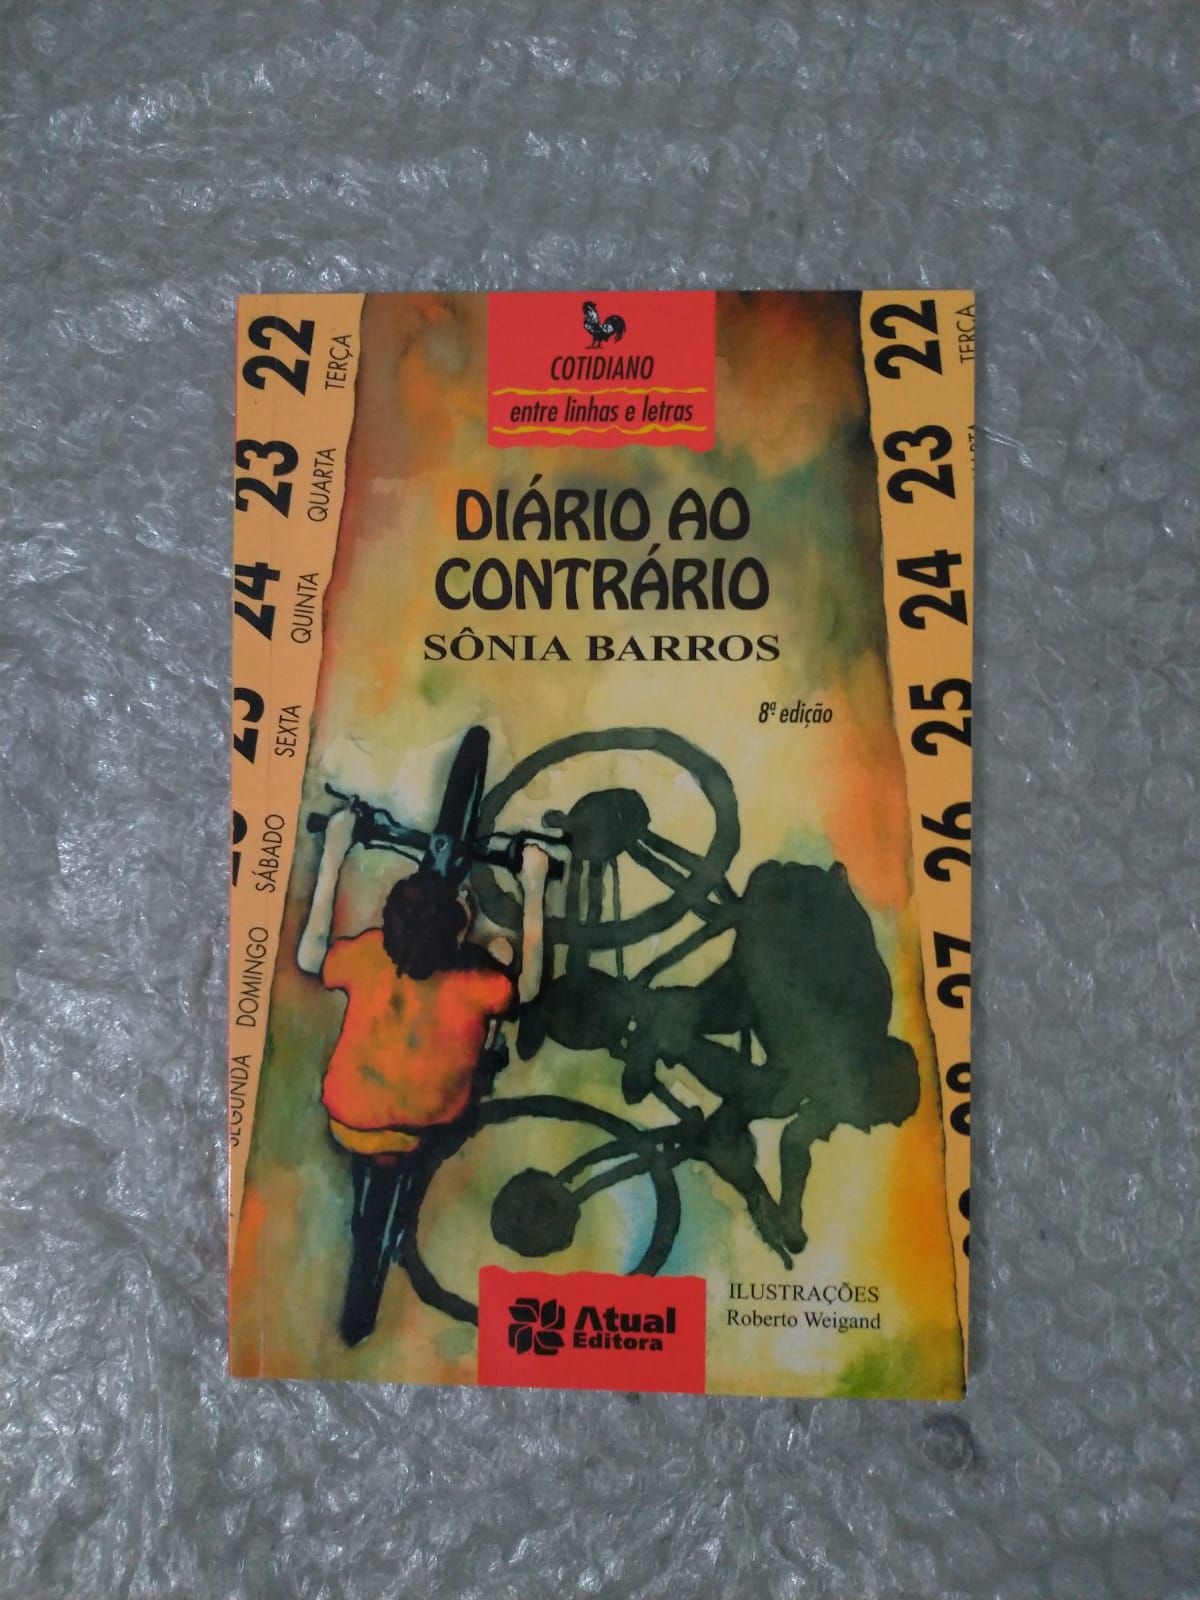 COTIDIANO
entre linhas e letras
DIÁRIO AO
CONTRÁRIO
SÔNIA BARROS
8ª edição
22
TERÇA
23
QUARTA
24
QUINTA
25
SEXTA
SÁBADO
DOMINGO
SEGUNDA
22
TERÇA
23
24
25
26
27
ILUSTRAÇÕES
Roberto Weigand
Atual
Editora